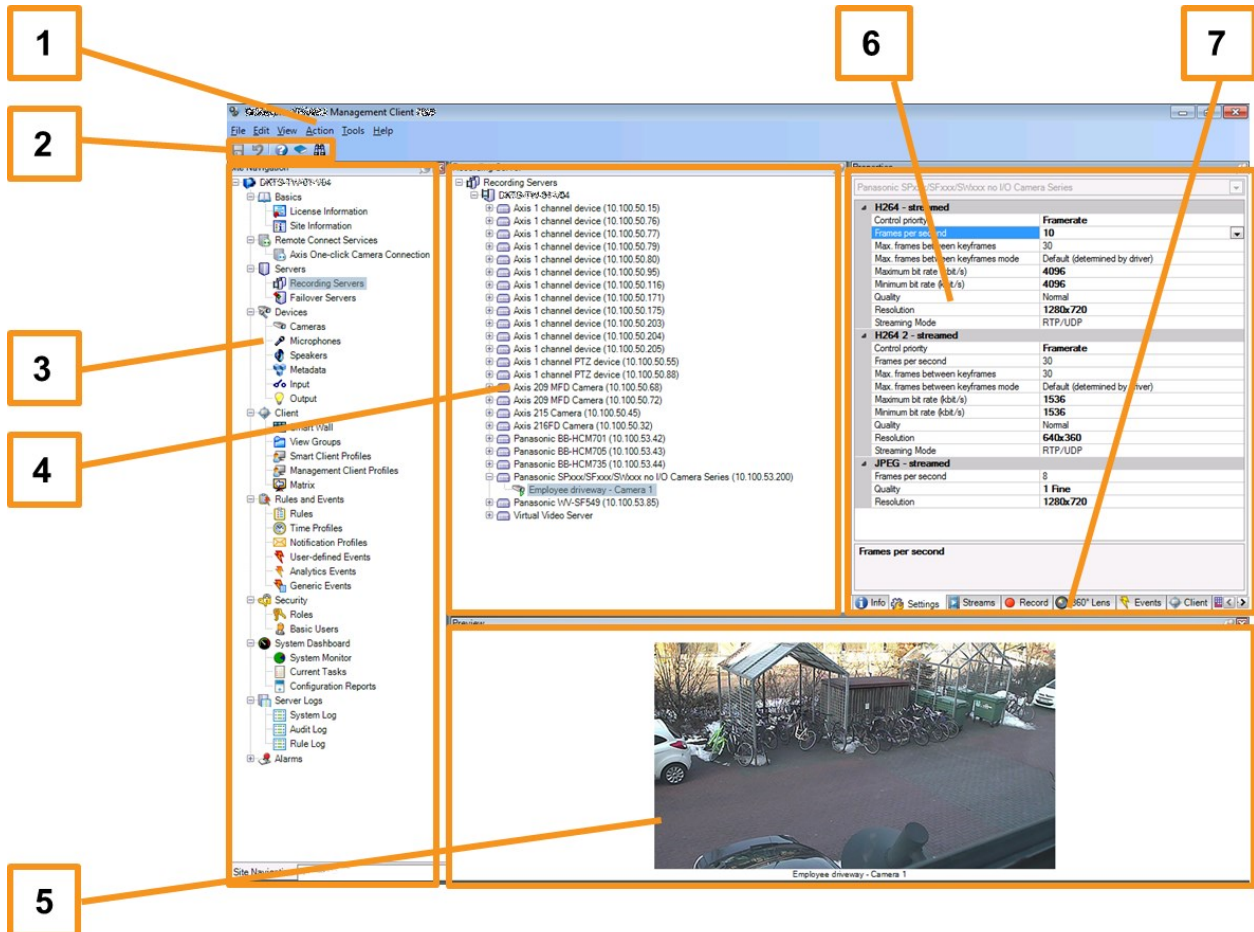 1
6
7
2
Management Client
File Edit View Action Tools Help
3
4
5
Site Navigation
DKTS-TW-01-V04
Basics
License Information
Site Information
Remote Connect Services
Axis One-click Camera Connection
Servers
Recording Servers
Failover Servers
Devices
Cameras
Microphones
Speakers
Metadata
Input
Output
Client
Smart Wall
View Groups
Smart Client Profiles
Management Client Profiles
Matrix
Rules and Events
Rules
Time Profiles
Notification Profiles
User-defined Events
Analytics Events
Generic Events
Security
Roles
Basic Users
System Dashboard
System Monitor
Current Tasks
Configuration Reports
Server Logs
System Log
Audit Log
Rule Log
Alarms
Site Navigation
Recording Server
Recording Servers
DKTS-TW-01-V04
Axis 1 channel device (10.100.50.15)
Axis 1 channel device (10.100.50.76)
Axis 1 channel device (10.100.50.77)
Axis 1 channel device (10.100.50.79)
Axis 1 channel device (10.100.50.80)
Axis 1 channel device (10.100.50.95)
Axis 1 channel device (10.100.50.116)
Axis 1 channel device (10.100.50.171)
Axis 1 channel device (10.100.50.175)
Axis 1 channel device (10.100.50.203)
Axis 1 channel device (10.100.50.204)
Axis 1 channel device (10.100.50.205)
Axis 1 channel PTZ device (10.100.50.55)
Axis 1 channel PTZ device (10.100.50.88)
Axis 209 MFD Camera (10.100.50.68)
Axis 209 MFD Camera (10.100.50.72)
Axis 215 Camera (10.100.50.45)
Axis 216FD Camera (10.100.50.32)
Panasonic BB-HCM701 (10.100.53.42)
Panasonic BB-HCM705 (10.100.53.43)
Panasonic BB-HCM735 (10.100.53.44)
Panasonic SPxxx/SFxxx/SWxxx no I/O Camera Series (10.100.53.200)
Employee driveway - Camera 1
Panasonic WV-SF549 (10.100.53.85)
Virtual Video Server
Properties
Panasonic SPxxx/SFxxx/SWxxx no I/O Camera Series
H264 - streamed
Control priority Framerate
Frames per second 10
Max. frames between keyframes 30
Max. frames between keyframes mode Default (determined by driver)
Maximum bit rate (kbit/s) 4096
Minimum bit rate (kbit/s) 4096
Quality Normal
Resolution 1280x720
Streaming Mode RTP/UDP
H264 2 - streamed
Control priority Framerate
Frames per second 30
Max. frames between keyframes 30
Max. frames between keyframes mode Default (determined by driver)
Maximum bit rate (kbit/s) 1536
Minimum bit rate (kbit/s) 1536
Quality Normal
Resolution 640x360
Streaming Mode RTP/UDP
JPEG - streamed
Frames per second 8
Quality 1 Fine
Resolution 1280x720
Frames per second
Info Settings Streams Record 360° Lens Events Client
Preview
Employee driveway - Camera 1